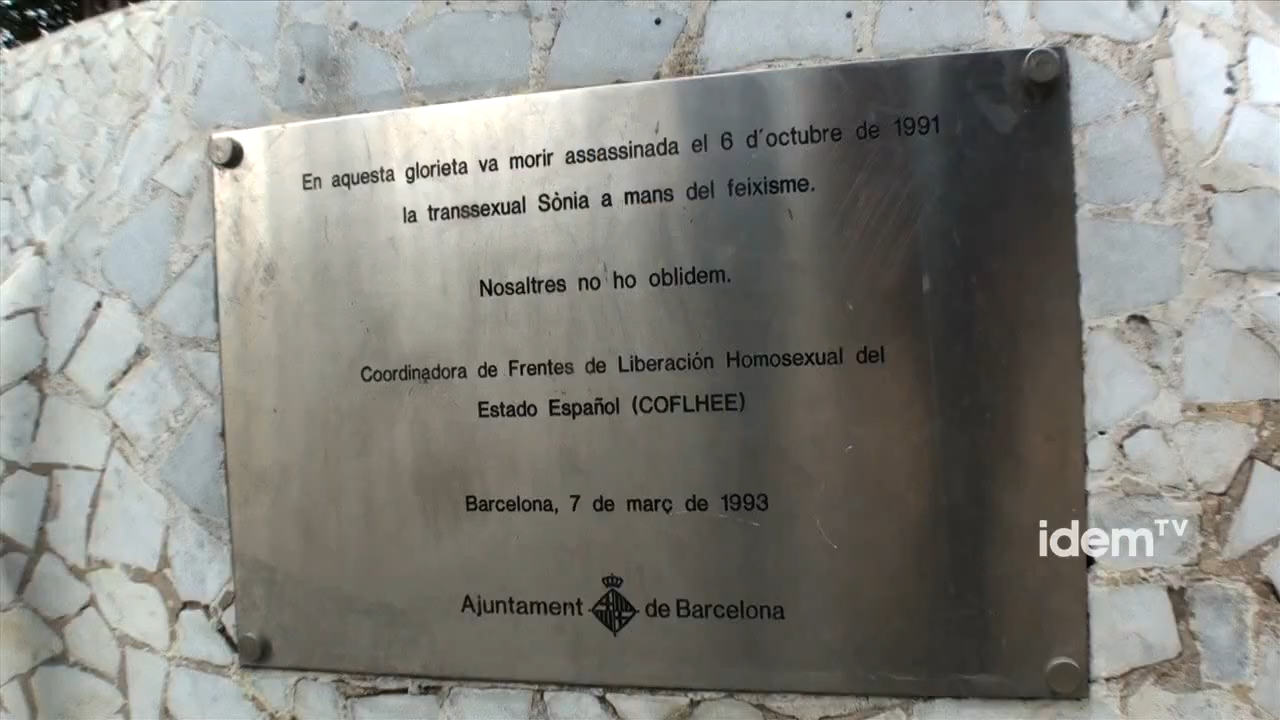 En aquesta glorieta va morir assassinada el 6 d´octubre de 1991
la transsexual Sònia a mans del feixisme.
Nosaltres no ho oblidem.
Coordinadora de Frentes de Liberación Homosexual del
Estado Español (COFLHEE)
Barcelona, 7 de març de 1993
Ajuntament de Barcelona
idem TV